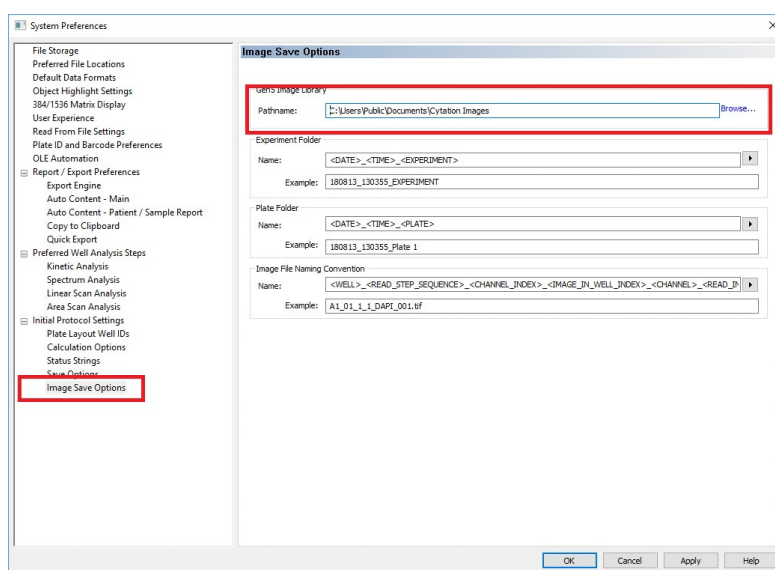 System Preferences
File Storage
Preferred File Locations
Default Data Formats
Object Highlight Settings
384/1536 Matrix Display
User Experience
Read From File Settings
Plate ID and Barcode Preferences
OLE Automation
Report / Export Preferences
Export Engine
Auto Content - Main
Auto Content - Patient / Sample Report
Copy to Clipboard
Quick Export
Preferred Well Analysis Steps
Kinetic Analysis
Spectrum Analysis
Linear Scan Analysis
Area Scan Analysis
Initial Protocol Settings
Plate Layout Well IDs
Calculation Options
Status Strings
Save Options
Image Save Options
Image Save Options
Gen5 Image Library
Pathname: C:\Users\Public\Documents\Cytation Images Browse...
Experiment Folder
Name: <DATE>_<TIME>_<EXPERIMENT>
Example: 180813_130355_EXPERIMENT
Plate Folder
Name: <DATE>_<TIME>_<PLATE>
Example: 180813_130355_Plate 1
Image File Naming Convention
Name: <WELL>_<READ_STEP_SEQUENCE>_<CHANNEL_INDEX>_<IMAGE_IN_WELL_INDEX>_<CHANNEL>_<READ_IN
Example: A1_01_1_1_DAPI_001.tif
OK Cancel Apply Help